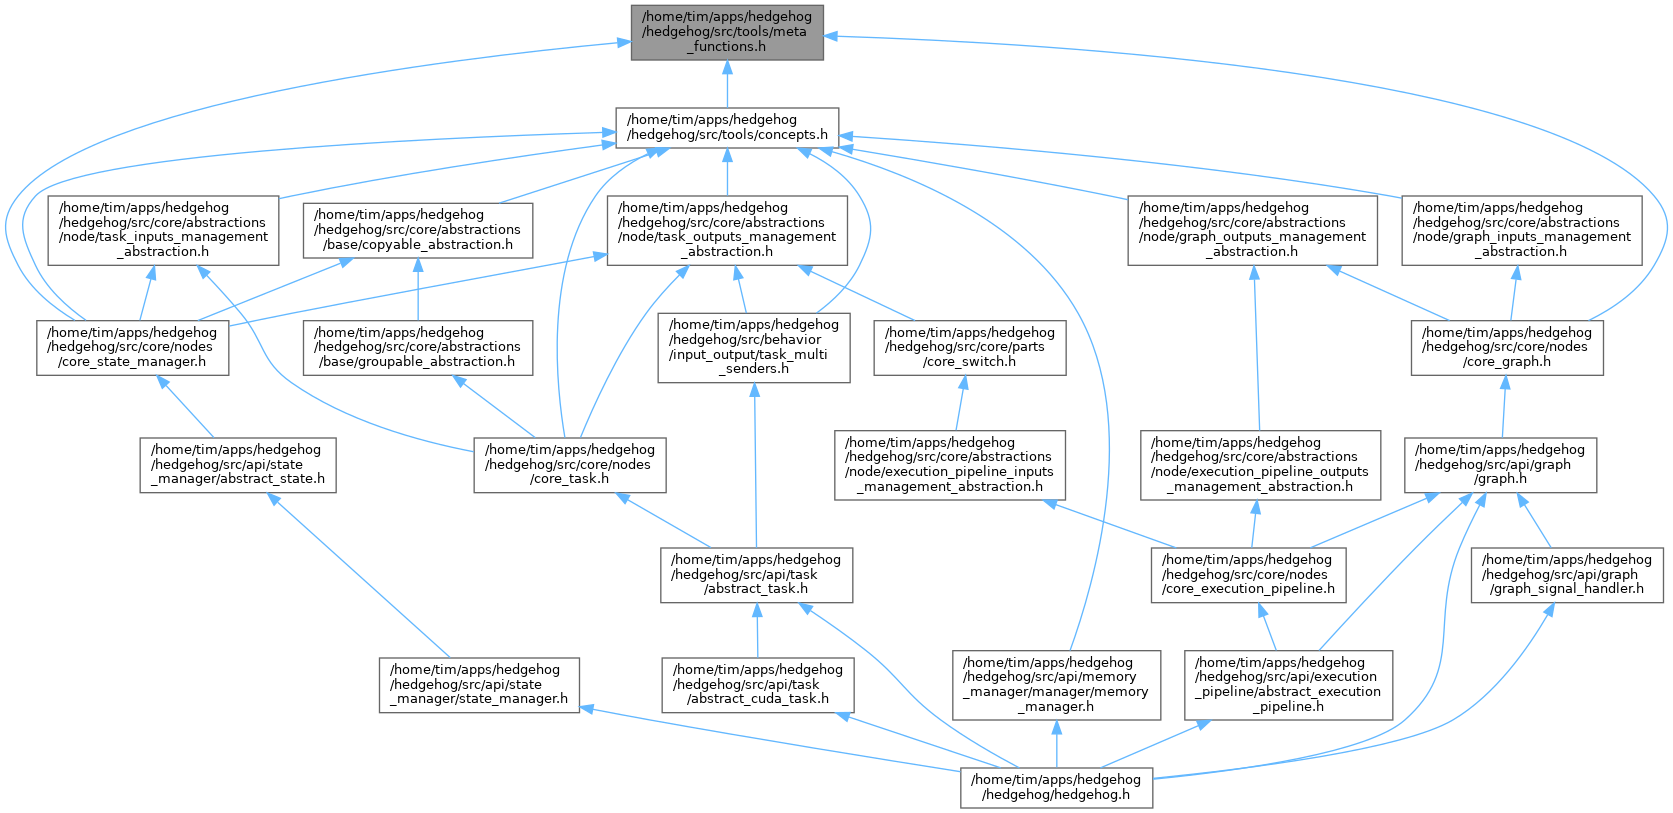 /home/tim/apps/hedgehog
/hedgehog/src/tools/meta
_functions.h
/home/tim/apps/hedgehog
/hedgehog/src/tools/concepts.h
/home/tim/apps/hedgehog
/hedgehog/src/core/abstractions
/node/task_inputs_management
_abstraction.h
/home/tim/apps/hedgehog
/hedgehog/src/core/abstractions
/base/copyable_abstraction.h
/home/tim/apps/hedgehog
/hedgehog/src/core/abstractions
/node/task_outputs_management
_abstraction.h
/home/tim/apps/hedgehog
/hedgehog/src/core/abstractions
/node/graph_outputs_management
_abstraction.h
/home/tim/apps/hedgehog
/hedgehog/src/core/abstractions
/node/graph_inputs_management
_abstraction.h
/home/tim/apps/hedgehog
/hedgehog/src/core/nodes
/core_state_manager.h
/home/tim/apps/hedgehog
/hedgehog/src/core/abstractions
/base/groupable_abstraction.h
/home/tim/apps/hedgehog
/hedgehog/src/behavior
/input_output/task_multi
_senders.h
/home/tim/apps/hedgehog
/hedgehog/src/core/parts
/core_switch.h
/home/tim/apps/hedgehog
/hedgehog/src/core/nodes
/core_graph.h
/home/tim/apps/hedgehog
/hedgehog/src/api/state
_manager/abstract_state.h
/home/tim/apps/hedgehog
/hedgehog/src/core/nodes
/core_task.h
/home/tim/apps/hedgehog
/hedgehog/src/core/abstractions
/node/execution_pipeline_inputs
_management_abstraction.h
/home/tim/apps/hedgehog
/hedgehog/src/core/abstractions
/node/execution_pipeline_outputs
_management_abstraction.h
/home/tim/apps/hedgehog
/hedgehog/src/api/graph
/graph.h
/home/tim/apps/hedgehog
/hedgehog/src/api/task
/abstract_task.h
/home/tim/apps/hedgehog
/hedgehog/src/core/nodes
/core_execution_pipeline.h
/home/tim/apps/hedgehog
/hedgehog/src/api/graph
/graph_signal_handler.h
/home/tim/apps/hedgehog
/hedgehog/src/api/state
_manager/state_manager.h
/home/tim/apps/hedgehog
/hedgehog/src/api/task
/abstract_cuda_task.h
/home/tim/apps/hedgehog
/hedgehog/src/api/memory
_manager/manager/memory
_manager.h
/home/tim/apps/hedgehog
/hedgehog/src/api/execution
_pipeline/abstract_execution
_pipeline.h
/home/tim/apps/hedgehog
/hedgehog/hedgehog.h